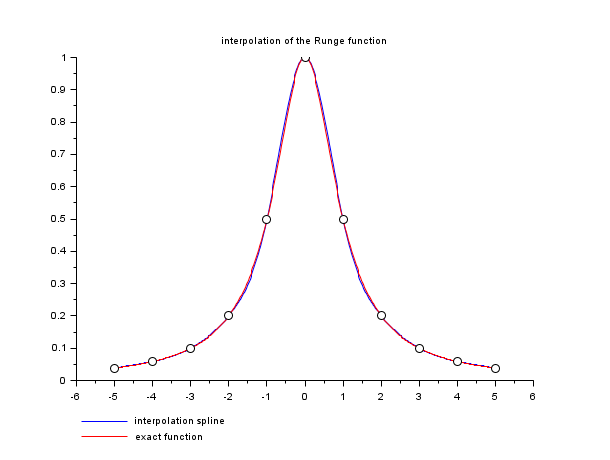 interpolation of the Runge function
1
0.9
0.8
0.7
0.6
0.5
0.4
0.3
0.2
0.1
0
-6 -5 -4 -3 -2 -1 0 1 2 3 4 5 6
interpolation spline
exact function